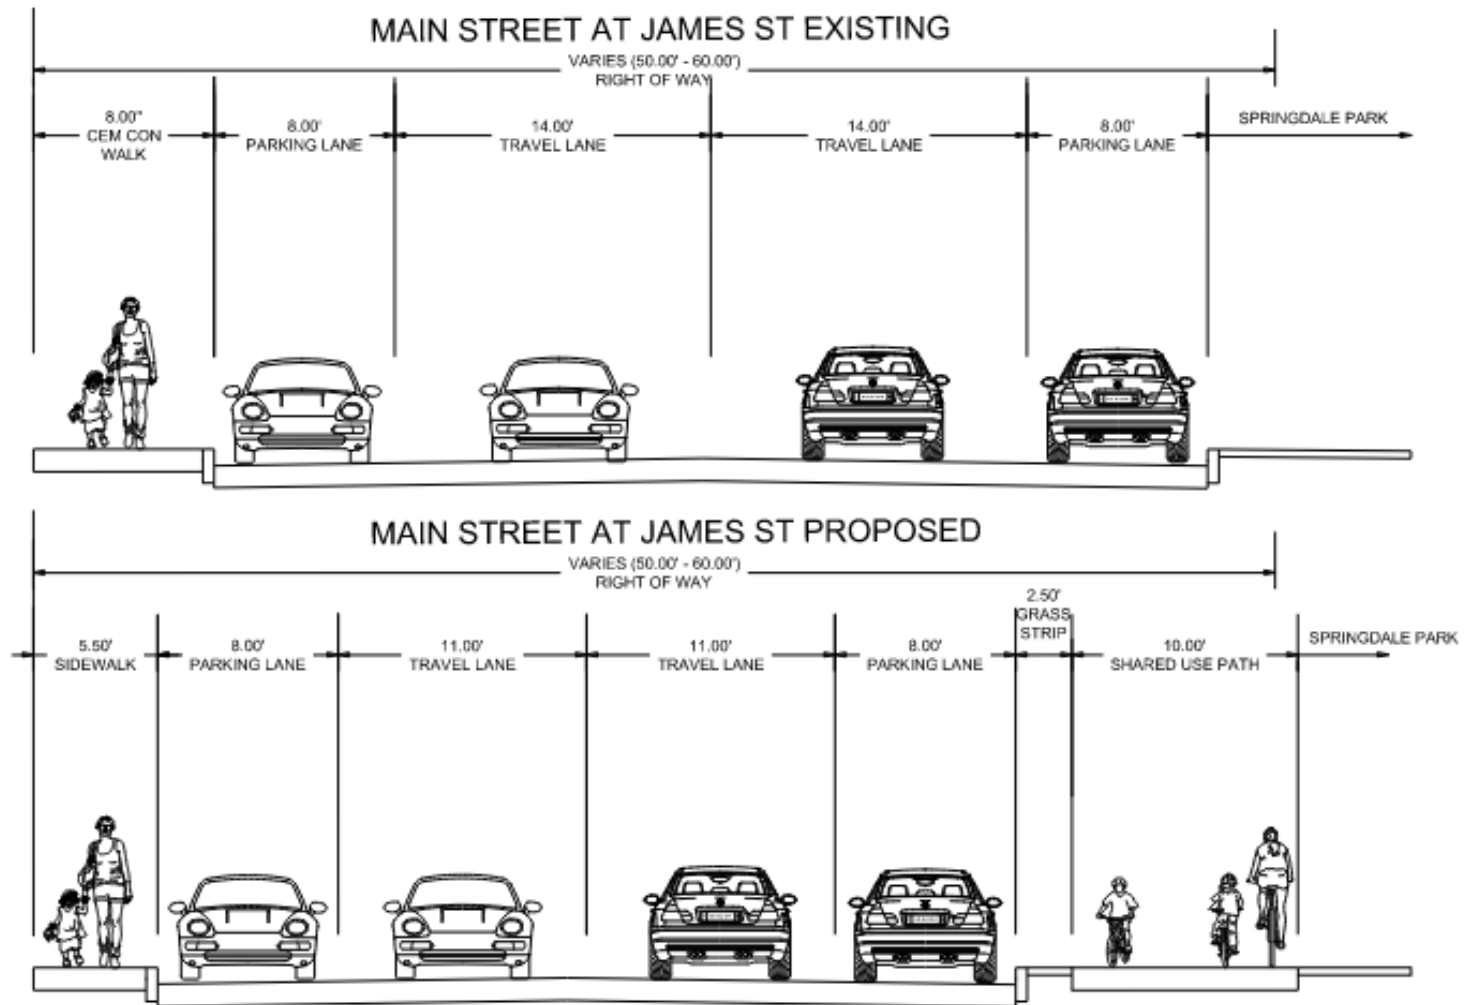 MAIN STREET AT JAMES ST EXISTING
VARIES (50.00' - 60.00')
RIGHT OF WAY
8.00"
CEM CON
WALK
8.00'
PARKING LANE
14.00'
TRAVEL LANE
14.00'
TRAVEL LANE
8.00'
PARKING LANE
SPRINGDALE PARK
MAIN STREET AT JAMES ST PROPOSED
VARIES (50.00' - 60.00')
RIGHT OF WAY
5.50'
SIDEWALK
8.00'
PARKING LANE
11.00'
TRAVEL LANE
11.00'
TRAVEL LANE
8.00'
PARKING LANE
2.50'
GRASS
STRIP
10.00'
SHARED USE PATH
SPRINGDALE PARK